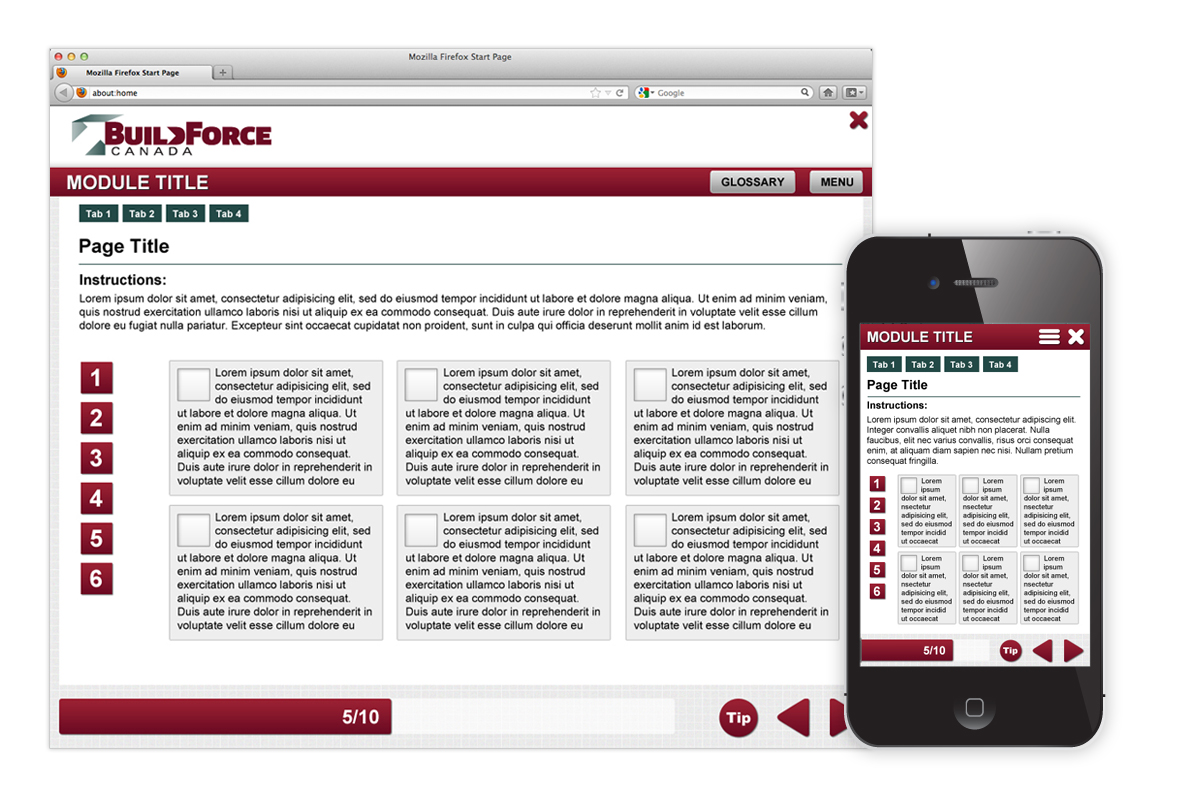 Mozilla Firefox Start Page
Mozilla Firefox Start Page
about:home
Google
BUILDFORCE
CANADA
MODULE TITLE
GLOSSARY
MENU
Tab 1 Tab 2 Tab 3 Tab 4
Page Title
Instructions:
Lorem ipsum dolor sit amet, consectetur adipisicing elit, sed do eiusmod tempor incididunt ut labore et dolore magna aliqua. Ut enim ad minim veniam,
quis nostrud exercitation ullamco laboris nisi ut aliquip ex ea commodo consequat. Duis aute irure dolor in reprehenderit in voluptate velit esse cillum
dolore eu fugiat nulla pariatur. Excepteur sint occaecat cupidatat non proident, sunt in culpa qui officia deserunt mollit anim id est laborum.
1
2
3
4
5
6
Lorem ipsum dolor sit amet,
consectetur adipisicing elit, sed
do eiusmod tempor incididunt
ut labore et dolore magna aliqua. Ut
enim ad minim veniam, quis nostrud
exercitation ullamco laboris nisi ut
aliquip ex ea commodo consequat.
Duis aute irure dolor in reprehenderit in
voluptate velit esse cillum dolore eu
Lorem ipsum dolor sit amet,
consectetur adipisicing elit, sed
do eiusmod tempor incididunt
ut labore et dolore magna aliqua. Ut
enim ad minim veniam, quis nostrud
exercitation ullamco laboris nisi ut
aliquip ex ea commodo consequat.
Duis aute irure dolor in reprehenderit in
voluptate velit esse cillum dolore eu
Lorem ipsum dolor sit amet,
consectetur adipisicing elit, sed
do eiusmod tempor incididunt
ut labore et dolore magna aliqua. Ut
enim ad minim veniam, quis nostrud
exercitation ullamco laboris nisi ut
aliquip ex ea commodo consequat.
Duis aute irure dolor in reprehenderit in
voluptate velit esse cillum dolore eu
Lorem ipsum dolor sit amet,
consectetur adipisicing elit, sed
do eiusmod tempor incididunt
ut labore et dolore magna aliqua. Ut
enim ad minim veniam, quis nostrud
exercitation ullamco laboris nisi ut
aliquip ex ea commodo consequat.
Duis aute irure dolor in reprehenderit in
voluptate velit esse cillum dolore eu
Lorem ipsum dolor sit amet,
consectetur adipisicing elit, sed
do eiusmod tempor incididunt
ut labore et dolore magna aliqua. Ut
enim ad minim veniam, quis nostrud
exercitation ullamco laboris nisi ut
aliquip ex ea commodo consequat.
Duis aute irure dolor in reprehenderit in
voluptate velit esse cillum dolore eu
Lorem ipsum dolor sit amet,
consectetur adipisicing elit, sed
do eiusmod tempor incididunt
ut labore et dolore magna aliqua. Ut
enim ad minim veniam, quis nostrud
exercitation ullamco laboris nisi ut
aliquip ex ea commodo consequat.
Duis aute irure dolor in reprehenderit in
voluptate velit esse cillum dolore eu
5/10
Tip
MODULE TITLE
Tab 1 Tab 2 Tab 3 Tab 4
Page Title
Instructions:
Lorem ipsum dolor sit amet, consectetur adipiscing elit.
Integer convallis aliquet nibh non placerat. Nulla
faucibus, elit nec varius convallis, risus orci consequat
enim, at aliquam diam sapien nec nisi. Nullam pretium
consequat fringilla.
1
2
3
4
5
6
Lorem
ipsum
dolor sit amet,
nsectetur
adipisicing elit,
sed do eiusmod
tempor incidid
ut occaecat
Lorem
ipsum
dolor sit amet,
nsectetur
adipisicing elit,
sed do eiusmod
tempor incidid
ut occaecat
Lorem
ipsum
dolor sit amet,
nsectetur
adipisicing elit,
sed do eiusmod
tempor incidid
ut occaecat
Lorem
ipsum
dolor sit amet,
nsectetur
adipisicing elit,
sed do eiusmod
tempor incidid
ut occaecat
Lorem
ipsum
dolor sit amet,
nsectetur
adipisicing elit,
sed do eiusmod
tempor incidid
ut occaecat
Lorem
ipsum
dolor sit amet,
nsectetur
adipisicing elit,
sed do eiusmod
tempor incidid
ut occaecat
5/10
Tip